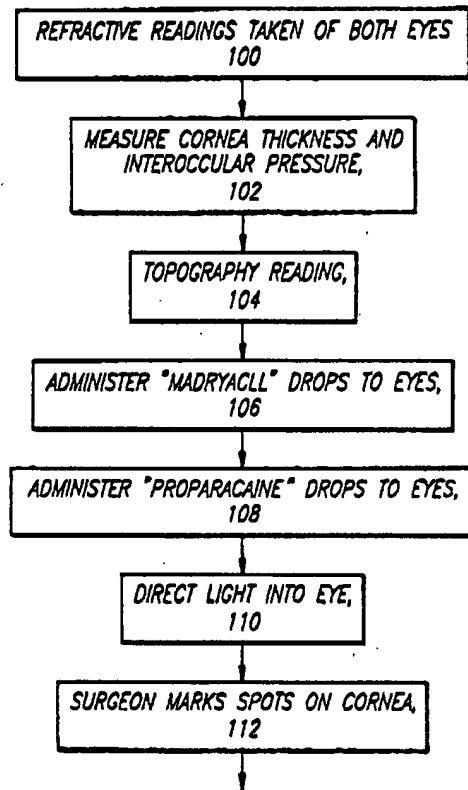 REFRACTIVE READINGS TAKEN OF BOTH EYES
100
MEASURE CORNEA THICKNESS AND
INTEROCCULAR PRESSURE,
102
TOPOGRAPHY READING,
104
ADMINISTER "MADRYACLL" DROPS TO EYES,
106
ADMINISTER "PROPARACAINE" DROPS TO EYES,
108
DIRECT LIGHT INTO EYE,
110
SURGEON MARKS SPOTS ON CORNEA,
112